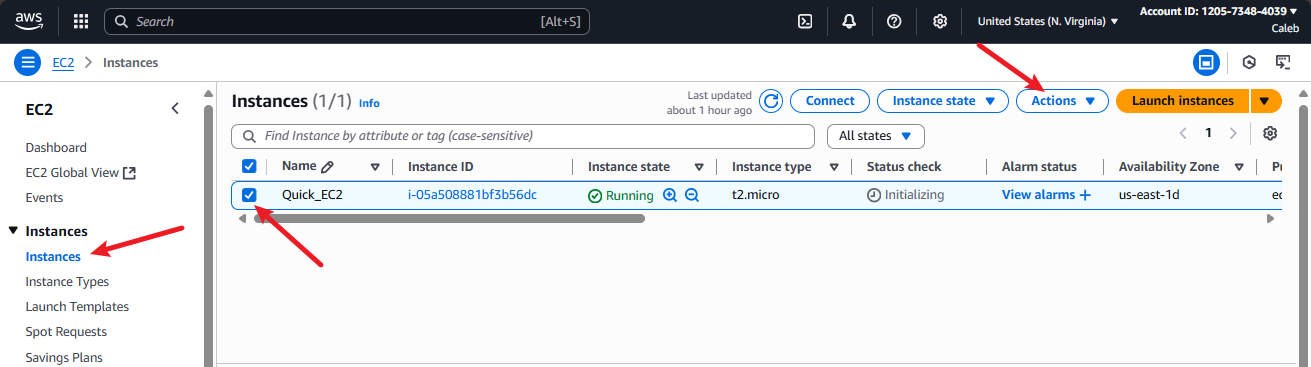 aws
Search [Alt+S]
United States (N. Virginia)
Account ID: 1205-7348-4039
Caleb
EC2 Instances
EC2
Dashboard
EC2 Global View
Events
Instances
Instances
Instance Types
Launch Templates
Spot Requests
Savings Plans
Instances (1/1) Info
Last updated
about 1 hour ago
Connect Instance state Actions Launch instances
Find Instance by attribute or tag (case-sensitive) All states 1
Name Instance ID Instance state Instance type Status check Alarm status Availability Zone
Quick_EC2 i-05a508881bf3b56dc Running t2.micro Initializing View alarms + us-east-1d